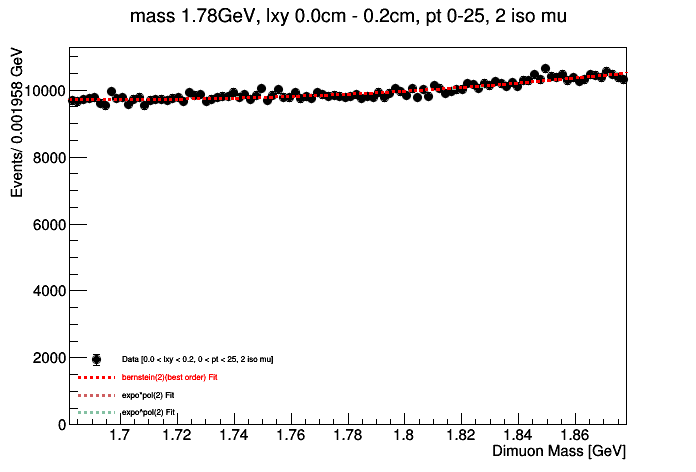 mass 1.78GeV, lxy 0.0cm - 0.2cm, pt 0-25, 2 iso mu
Events/ 0.001958 GeV
10000
8000
6000
4000
2000
0
Data [0.0 < lxy < 0.2, 0 < pt < 25, 2 iso mu]
bernstein(2)(best order) Fit
expo*pol(2) Fit
expo^pol(2) Fit
1.7 1.72 1.74 1.76 1.78 1.8 1.82 1.84 1.86
Dimuon Mass [GeV]